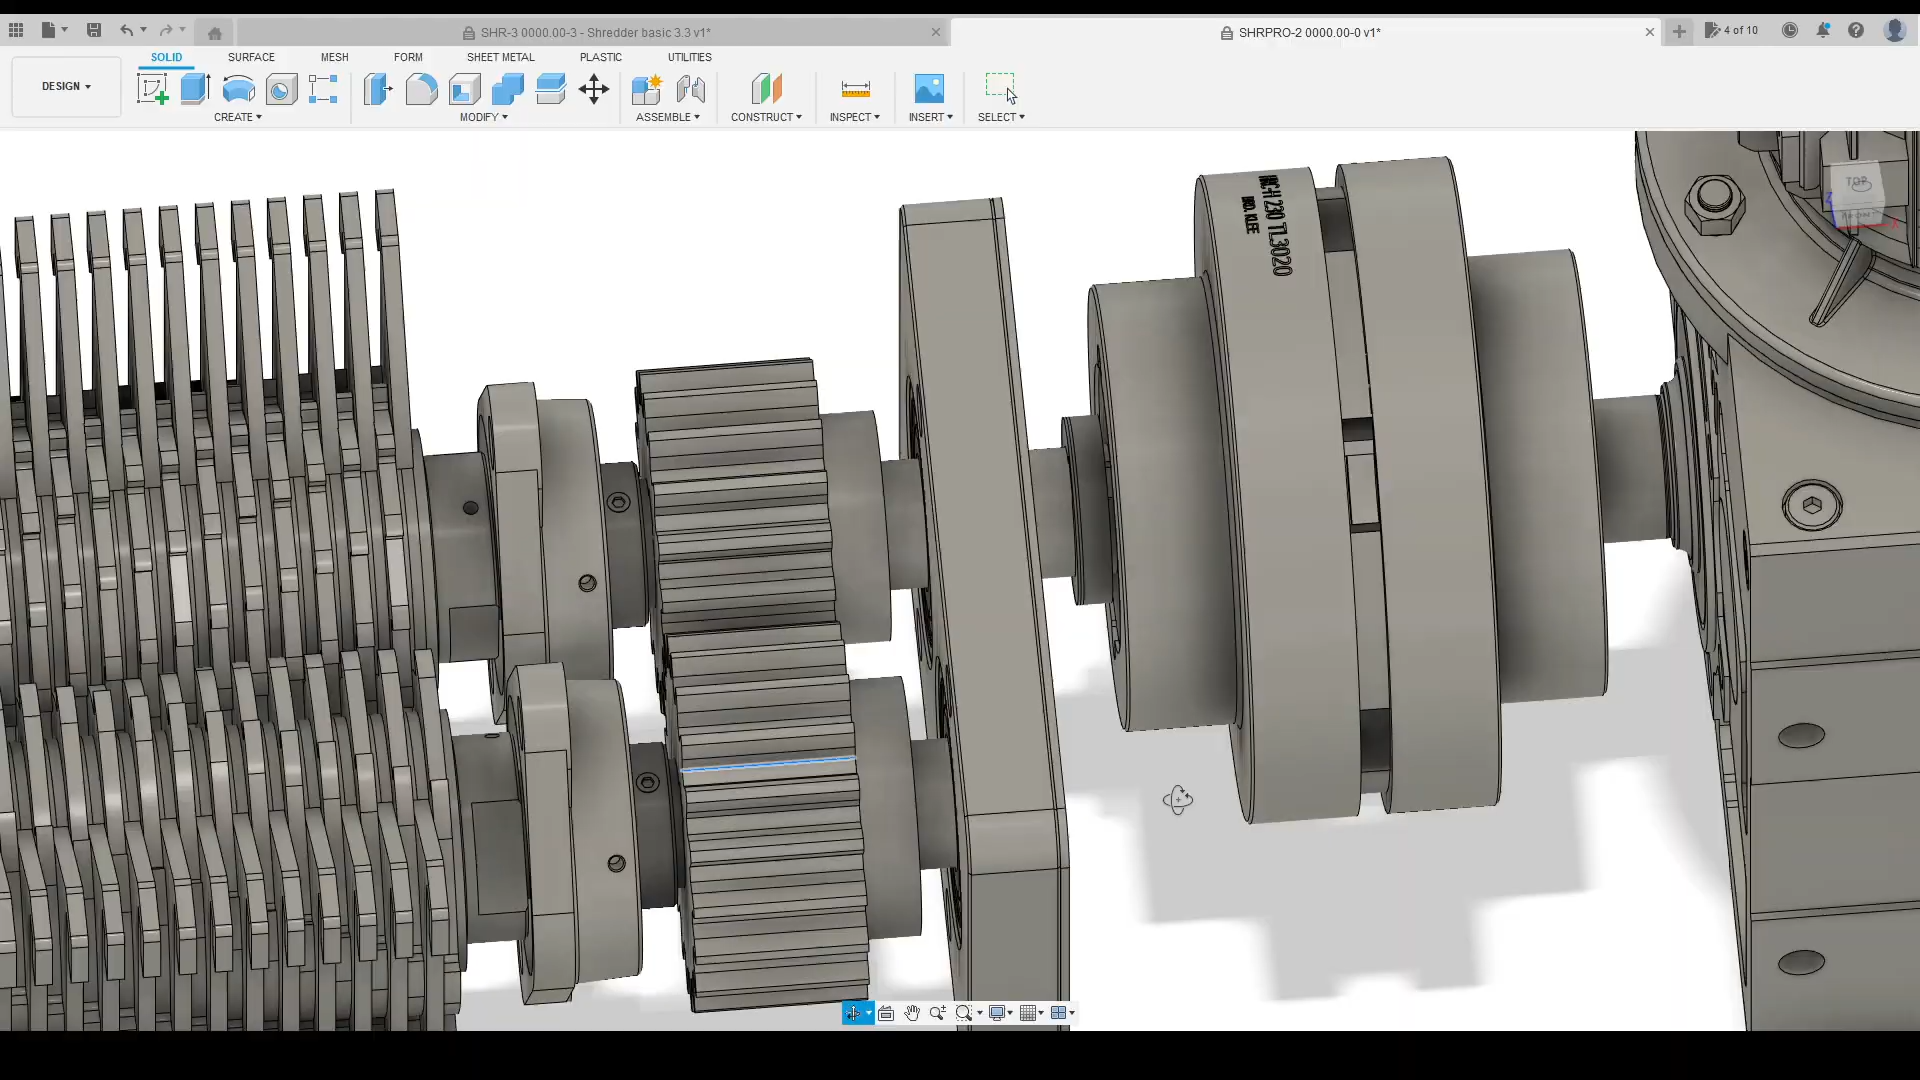 SHR-3 0000.00-3 - Shredder basic 3.3 v1*
SHRPRO-2 0000.00-0 v1*
4 of 10
SOLID
SURFACE
MESH
FORM
SHEET METAL
PLASTIC
UTILITIES
DESIGN
CREATE
MODIFY
ASSEMBLE
CONSTRUCT
INSPECT
INSERT
SELECT
TOP
230 TL3020